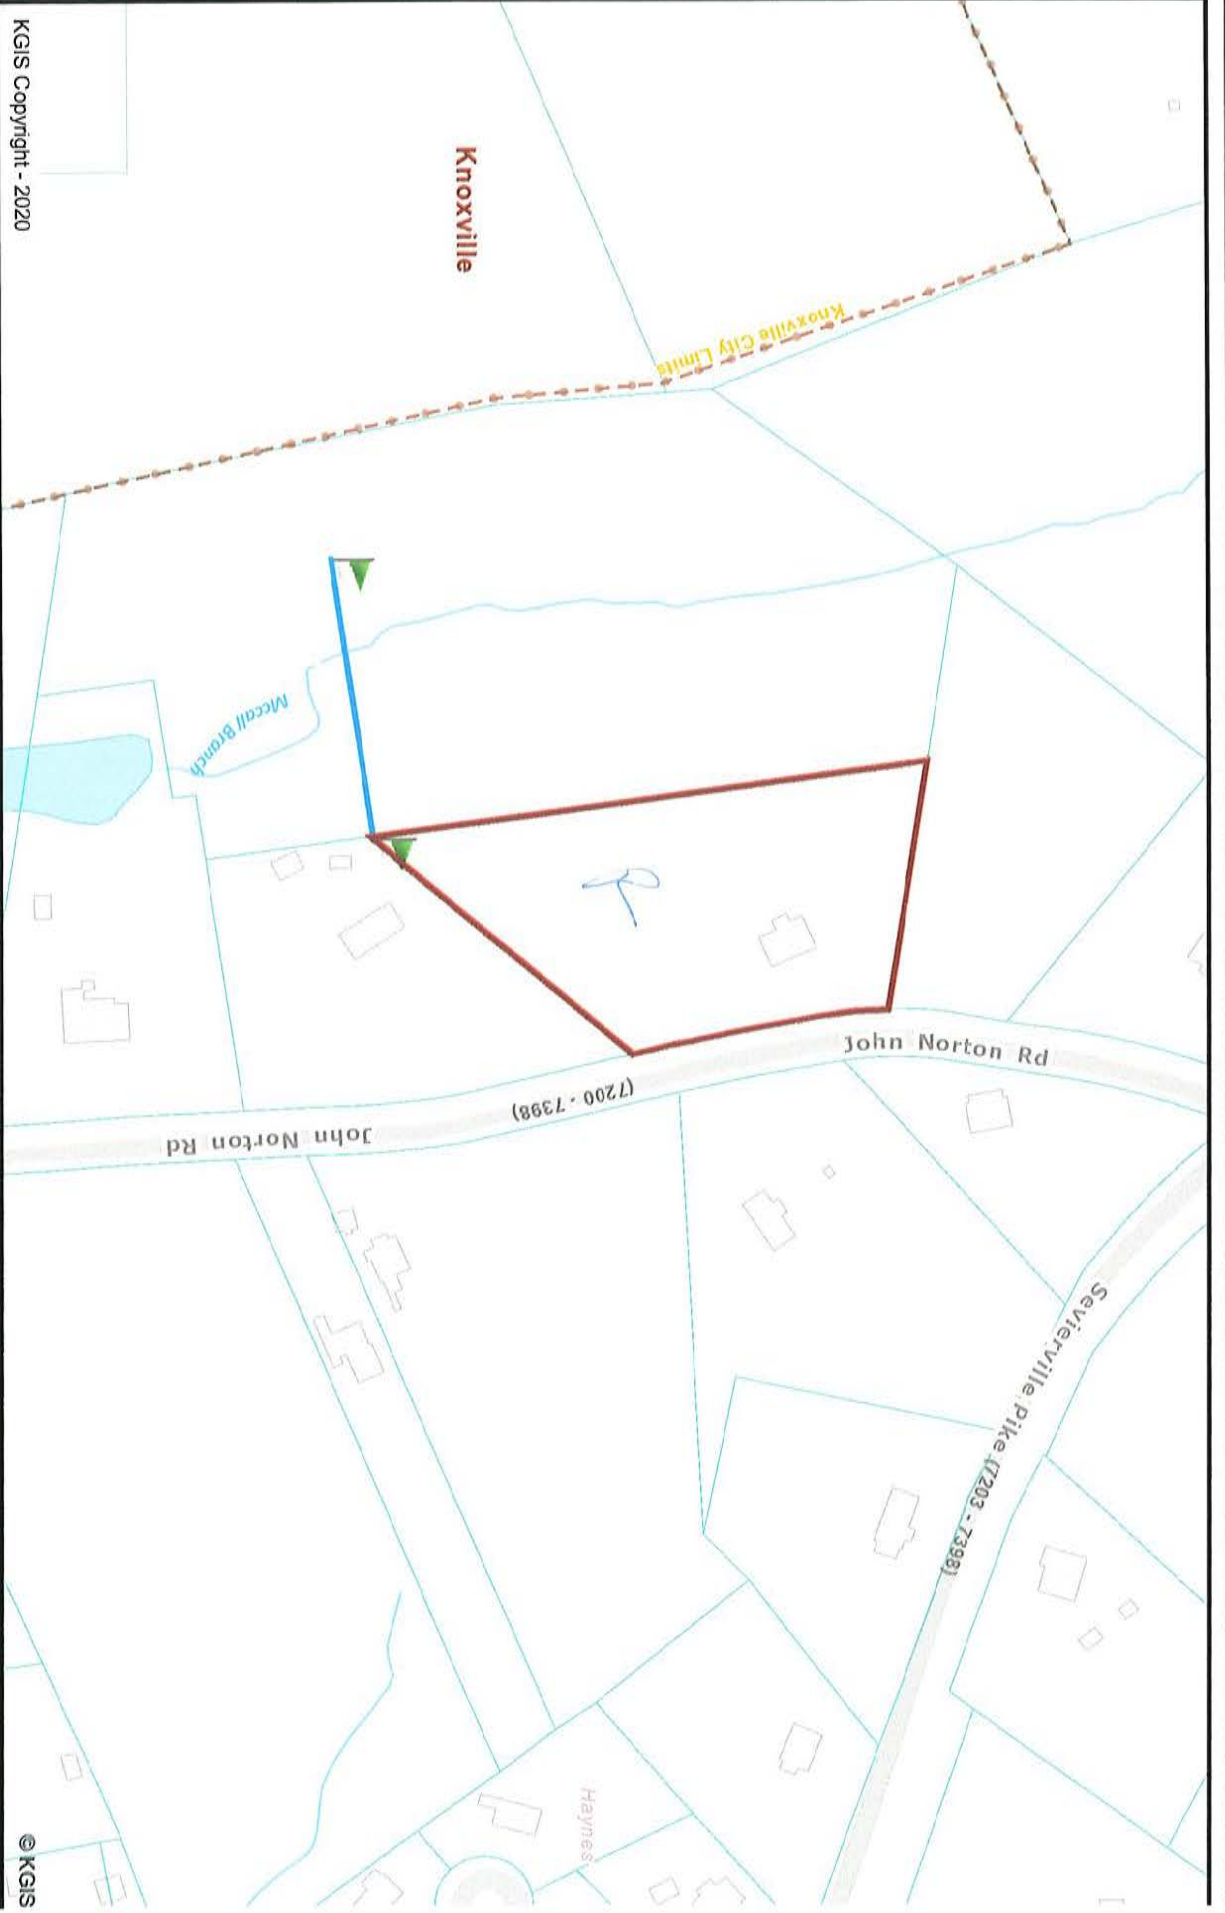 Knoxville
Knoxville City Limits
Mccall Branch
John Norton Rd
(7200 - 7398)
John Norton Rd
Sevierville Pike (7203 - 7398)
Haynes
KGIS Copyright - 2020
© KGIS